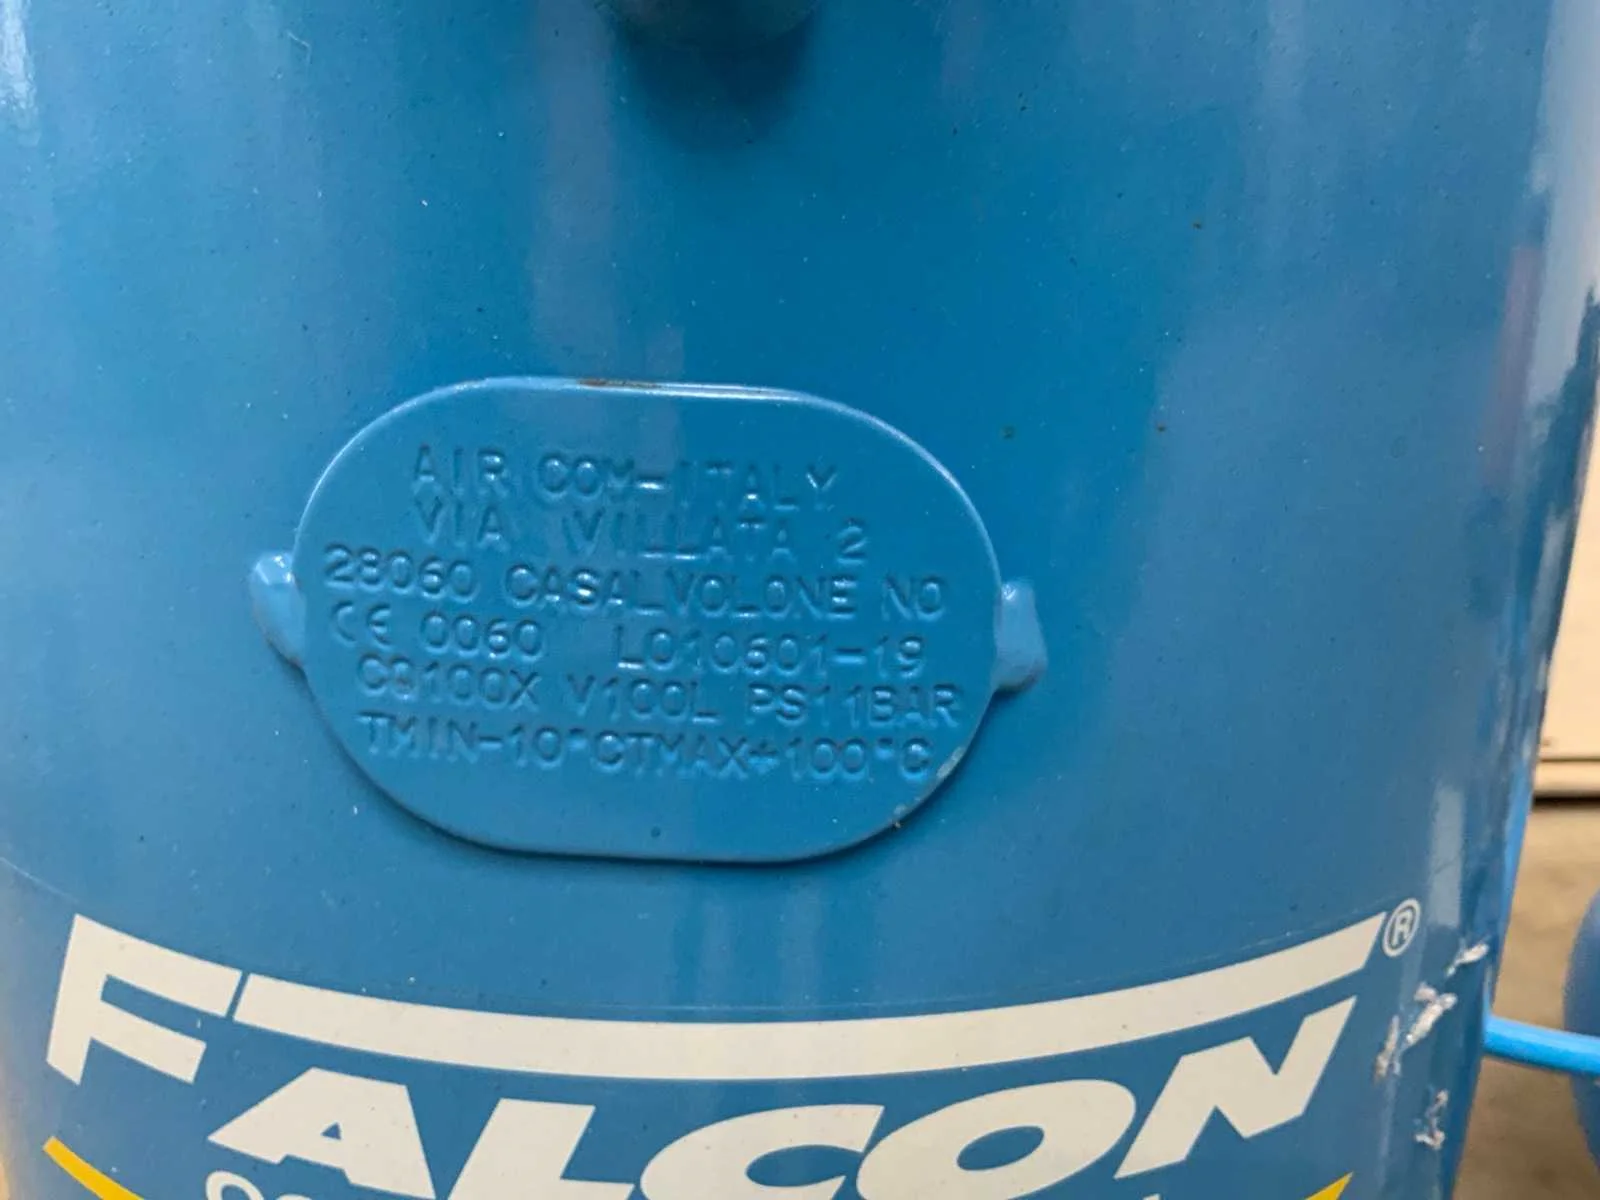 AIR COM-ITALY
VIA VILLATA 2
28060 CASALVOLONE NO
CE 0060 L010601-19
V100L PS11BAR
TMIN-10°CTMAX+100°C
FALCON®